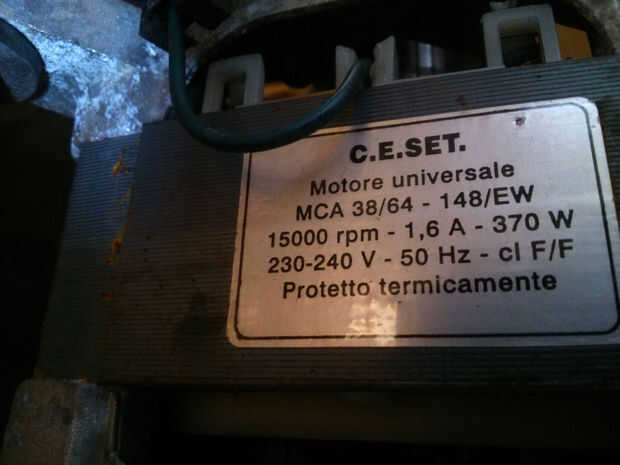 C.E.SET.
Motore universale
MCA 38/64 - 148/EW
15000 rpm - 1,6 A - 370 W
230-240 V - 50 Hz - cl F/F
Protetto termicamente